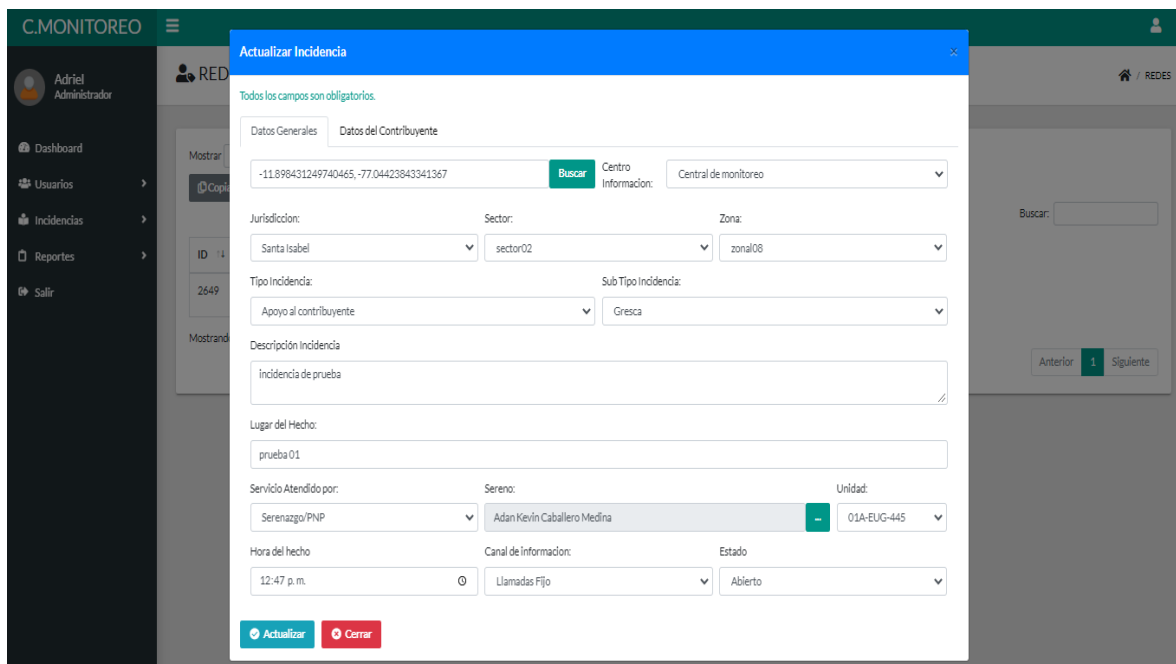 C.MONITOREO
Adriel
Administrador
Dashboard
Usuarios
Incidencias
Reportes
Salir
RED
/ REDES
Mostrar
Copia
Buscar:
ID
2649
Mostrand
Anterior 1 Siguiente
Actualizar Incidencia ×
Todos los campos son obligatorios.
Datos Generales Datos del Contribuyente
-11.898431249740465, -77.04423843341367 Buscar Centro Informacion: Central de monitoreo
Jurisdiccion: Sector: Zona:
Santa Isabel sector02 zonal08
Tipo Incidencia: Sub Tipo Incidencia:
Apoyo al contribuyente Gresca
Descripción Incidencia
incidencia de prueba
Lugar del Hecho:
prueba 01
Servicio Atendido por: Sereno: Unidad:
Serenazgo/PNP Adan Kevin Caballero Medina ... 01A-EUG-445
Hora del hecho Canal de informacion: Estado
12:47 p. m. Llamadas Fijo Abierto
Actualizar Cerrar